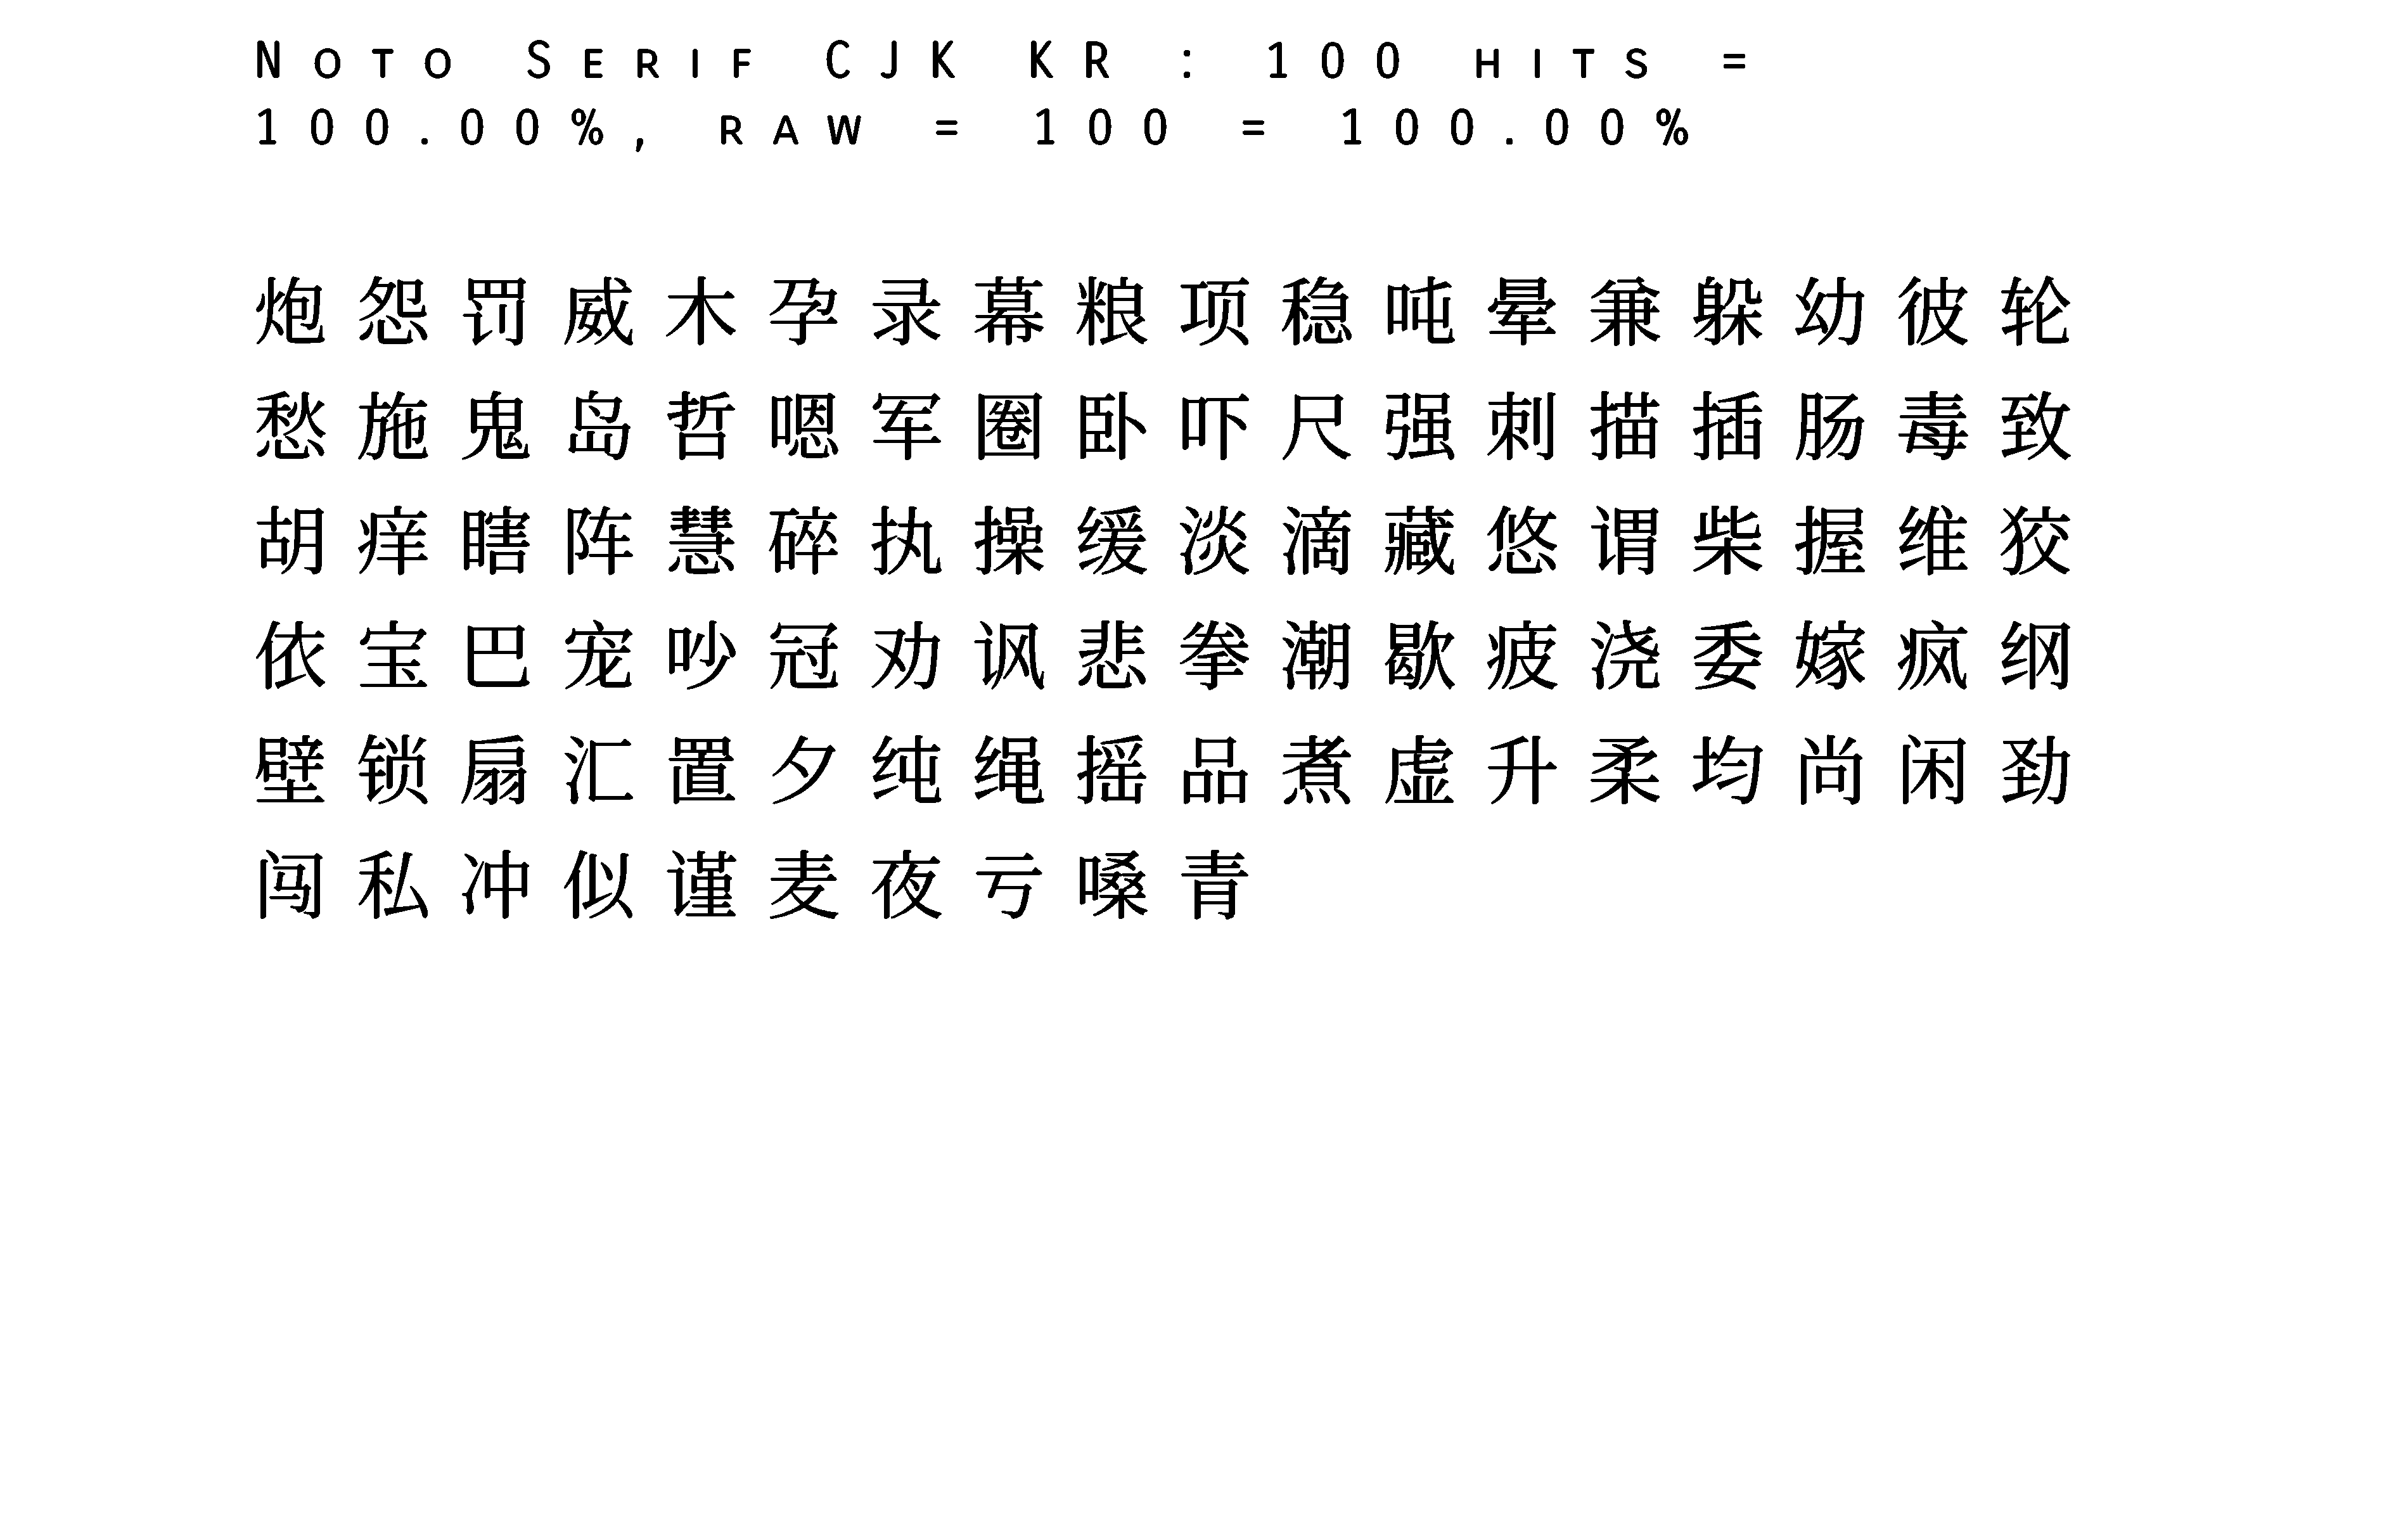 Noto Serif CJK KR : 100 hits =
100.00%, raw = 100 = 100.00%
炮怨罚威木孕录幕粮项稳吨晕兼躲幼彼轮
愁施鬼岛哲嗯军圈卧吓尺强刺描插肠毒致
胡痒瞎阵慧碎执操缓淡滴藏悠谓柴握维狡
依宝巴宠吵冠劝讽悲拳潮歇疲浇委嫁疯纲
壁锁扇汇置夕纯绳摇品煮虚升柔均尚闲劲
闯私冲似谨麦夜亏嗓青